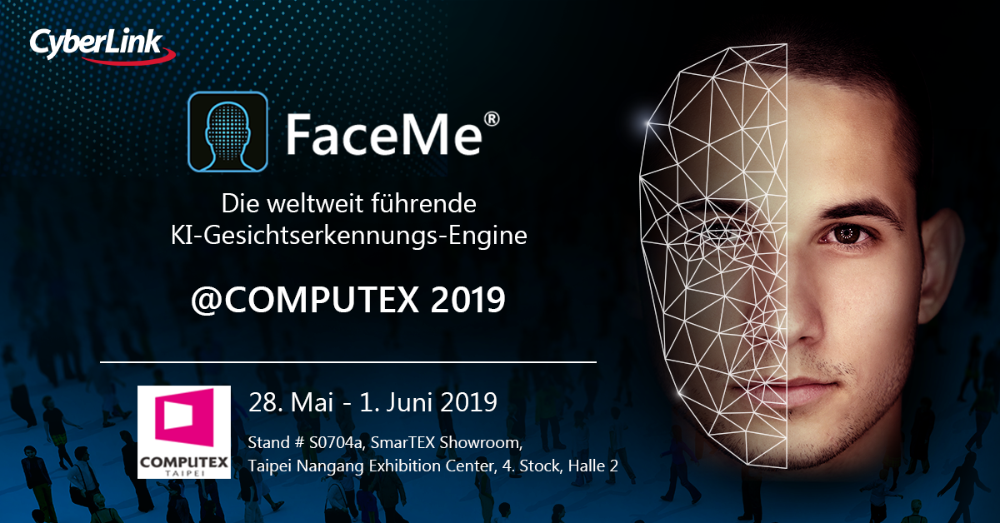 CyberLink
FaceMe®
Die weltweit führende
KI-Gesichtserkennungs-Engine
@COMPUTEX 2019
28. Mai - 1. Juni 2019
Stand # S0704a, SmarTEX Showroom,
Taipei Nangang Exhibition Center, 4. Stock, Halle 2
COMPUTEX
TAIPEI